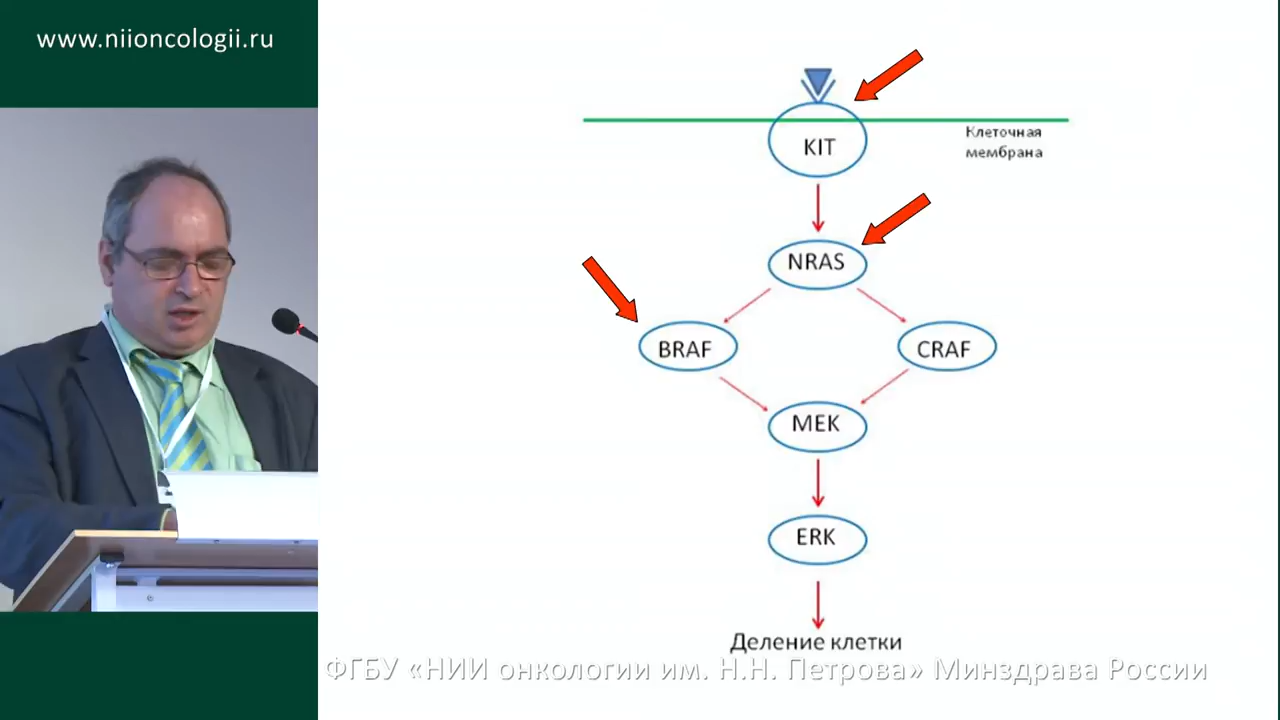 www.niioncologii.ru
Клеточная
мембрана
KIT
NRAS
BRAF
CRAF
MEK
ERK
Деление клетки
ФГБУ «НИИ онкологии им. Н.Н. Петрова» Минздрава России